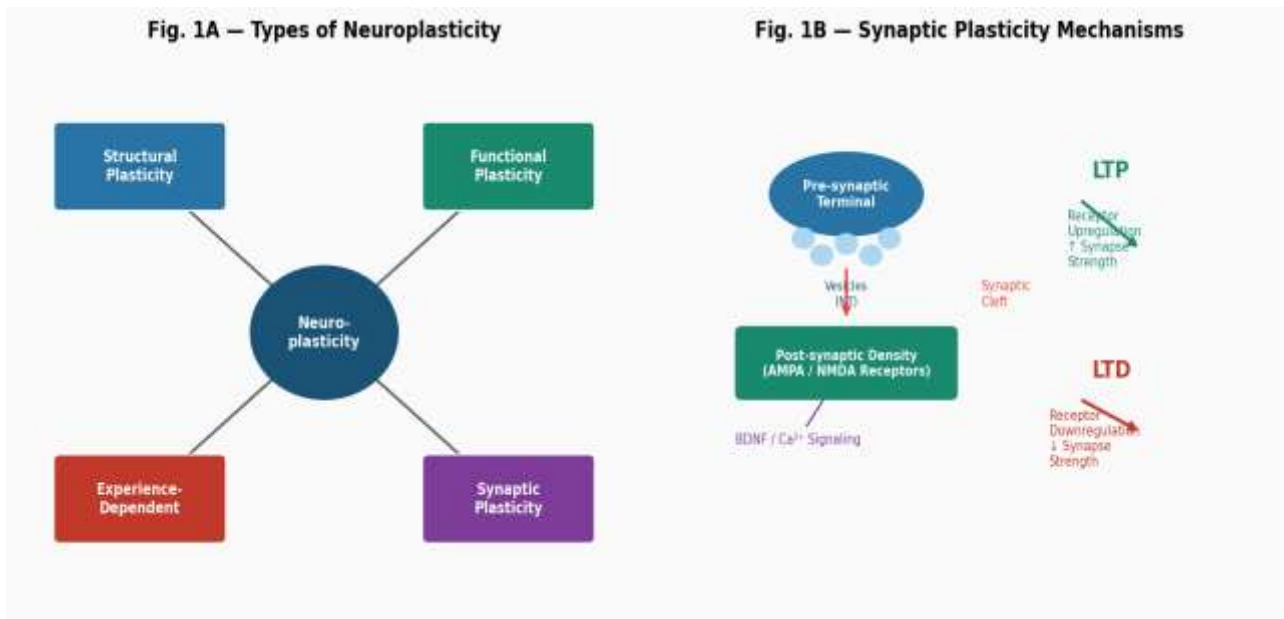 Fig. 1A — Types of Neuroplasticity
Structural
Plasticity
Functional
Plasticity
Neuro-
plasticity
Experience-
Dependent
Synaptic
Plasticity
Fig. 1B — Synaptic Plasticity Mechanisms
Pre-synaptic
Terminal
Vesicles
(NT)
Synaptic
Cleft
Post-synaptic Density
(AMPA / NMDA Receptors)
BDNF / Ca²⁺ Signaling
LTP
Receptor
Upregulation
↑ Synapse
Strength
LTD
Receptor
Downregulation
↓ Synapse
Strength